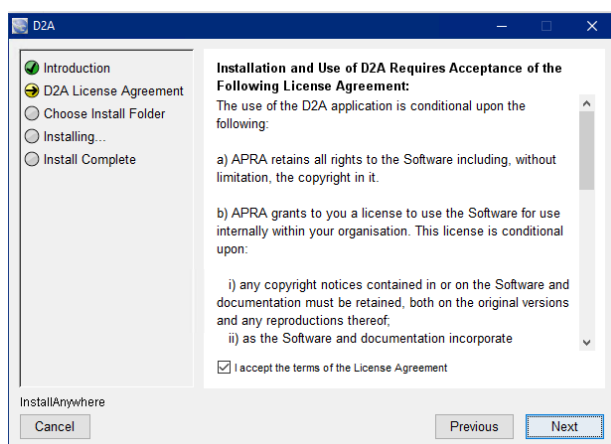 D2A
Introduction
D2A License Agreement
Choose Install Folder
Installing...
Install Complete
Installation and Use of D2A Requires Acceptance of the
Following License Agreement:
The use of the D2A application is conditional upon the
following:
a) APRA retains all rights to the Software including, without
limitation, the copyright in it.
b) APRA grants to you a license to use the Software for use
internally within your organisation. This license is conditional
upon:
i) any copyright notices contained in or on the Software and
documentation must be retained, both on the original versions
and any reproductions thereof;
ii) as the Software and documentation incorporate
I accept the terms of the License Agreement
InstallAnywhere
Cancel
Previous
Next